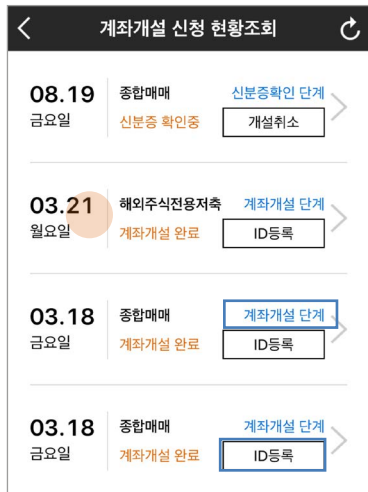 계좌개설 신청 현황조회
08.19 종합매매 신분증확인 단계
금요일 신분증 확인중 개설취소
03.21 해외주식전용저축 계좌개설 단계
월요일 계좌개설 완료 ID등록
03.18 종합매매 계좌개설 단계
금요일 계좌개설 완료 ID등록
03.18 종합매매 계좌개설 단계
금요일 계좌개설 완료 ID등록